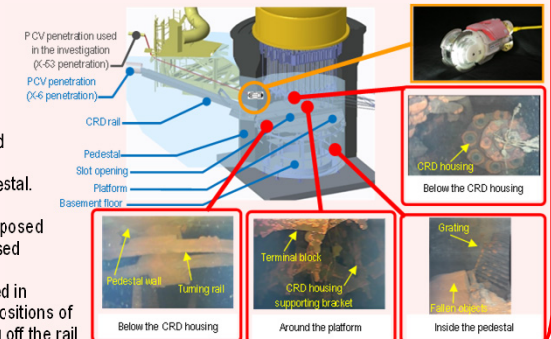 PCV penetration used
in the investigation
(X-53 penetration)
PCV penetration
(X-6 penetration)
CRD rail
Pedestal
Slot opening
Platform
Basement floor
d
estal.
posed
sed
ed in
ositions of
g off the rail
CRD housing
Below the CRD housing
Pedestal wall
Turning rail
Below the CRD housing
Terminal block
CRD housing
supporting bracket
Around the platform
Grating
Fallen objects
Inside the pedestal